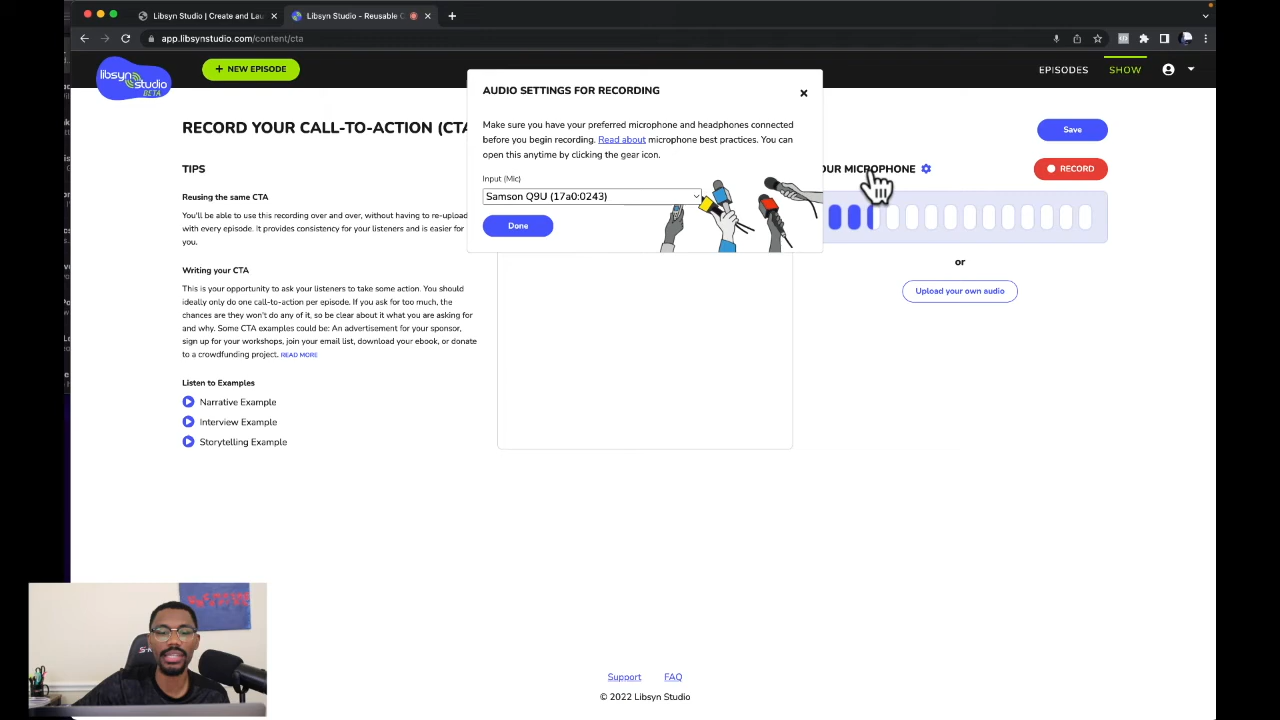 Libsyn Studio | Create and Lau
Libsyn Studio - Reusable C
app.libsynstudio.com/content/cta
libsyn
studio
BETA
+ NEW EPISODE
EPISODES
SHOW
RECORD YOUR CALL-TO-ACTION (CTA
Save
TIPS
Reusing the same CTA
You'll be able to use this recording over and over, without having to re-upload
with every episode. It provides consistency for your listeners and is easier for
you.
Writing your CTA
This is your opportunity to ask your listeners to take some action. You should
ideally only do one call-to-action per episode. If you ask for too much, the
chances are they won't do any of it, so be clear about it what you are asking for
and why. Some CTA examples could be: An advertisement for your sponsor,
sign up for your workshops, join your email list, download your ebook, or donate
to a crowdfunding project. READ MORE
Listen to Examples
Narrative Example
Interview Example
Storytelling Example
AUDIO SETTINGS FOR RECORDING
Make sure you have your preferred microphone and headphones connected
before you begin recording. Read about microphone best practices. You can
open this anytime by clicking the gear icon.
Input (Mic)
Samson Q9U (17a0:0243)
Done
OUR MICROPHONE
RECORD
or
Upload your own audio
Support
FAQ
© 2022 Libsyn Studio